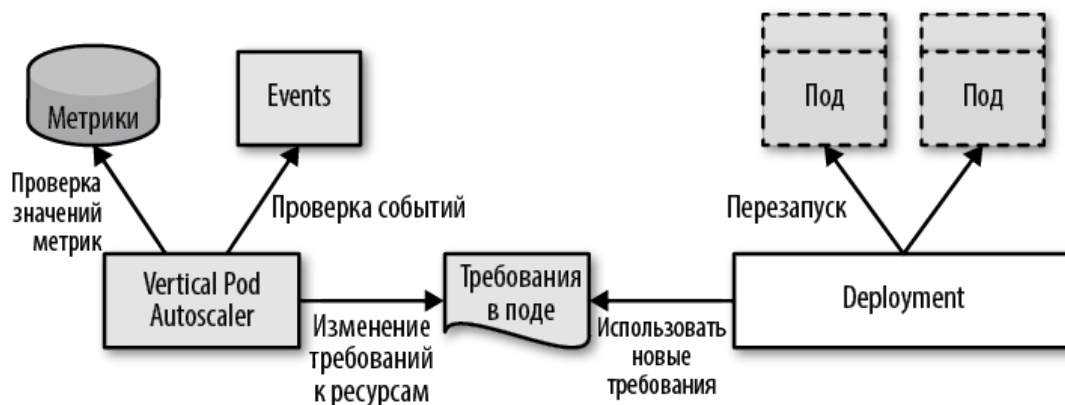 Метрики
Events
Под
Под
Проверка
значений
метрик
Проверка событий
Перезапуск
Vertical Pod
Autoscaler
Изменение
требований
к ресурсам
Требования
в поде
Использовать
новые
требования
Deployment